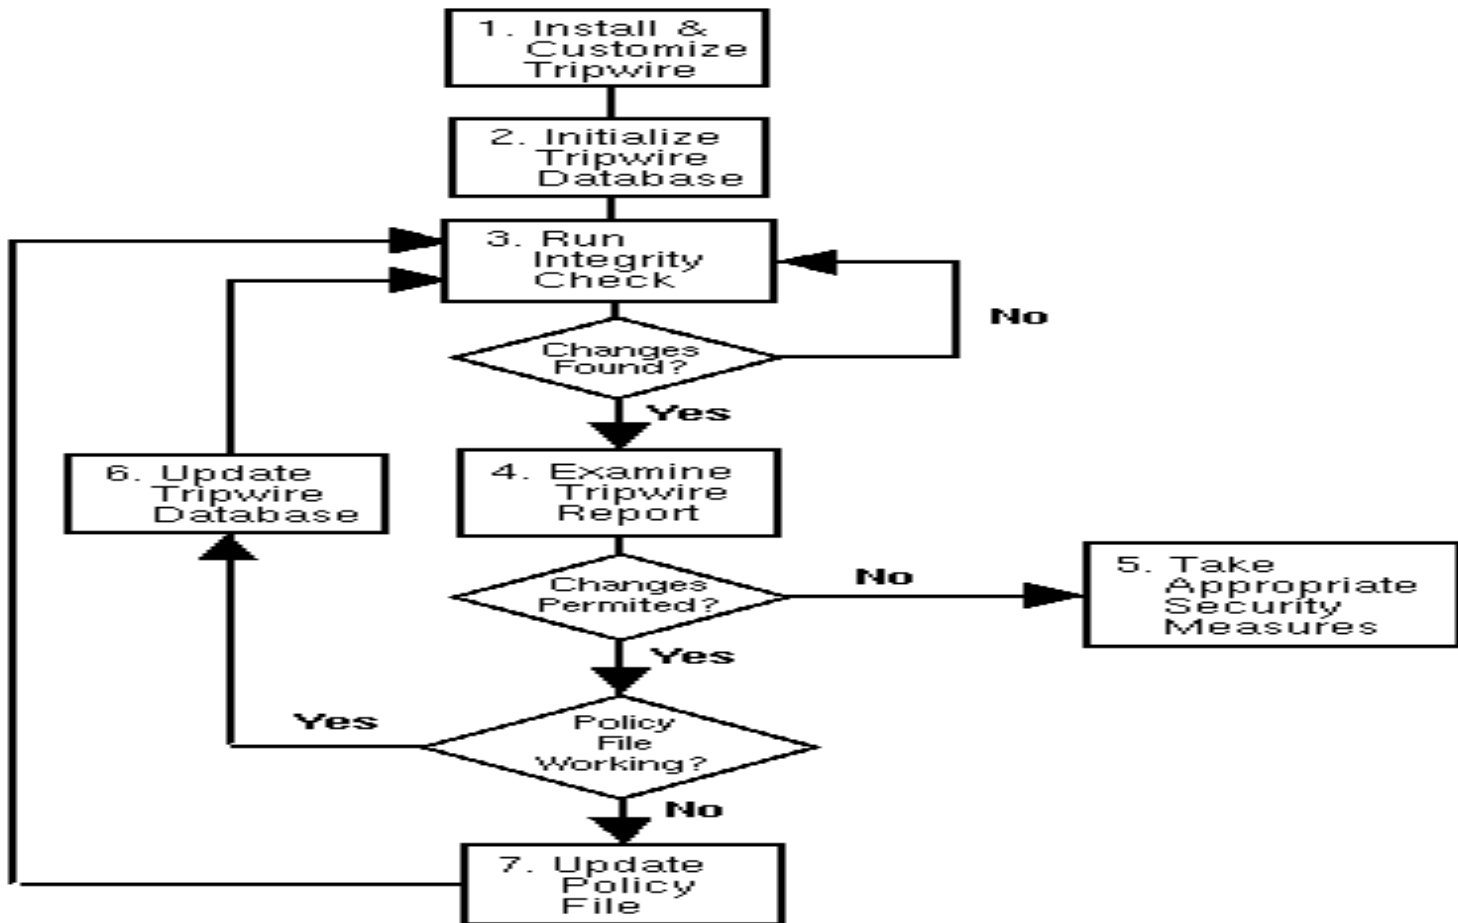 1. Install &
Customize
Tripwire
2. Initialize
Tripwire
Database
3. Run
Integrity
Check
No
Changes
Found?
Yes
6. Update
Tripwire
Database
4. Examine
Tripwire
Report
Changes
Permited?
No
5. Take
Appropriate
Security
Measures
Yes
Yes
Policy
File
Working?
No
7. Update
Policy
File